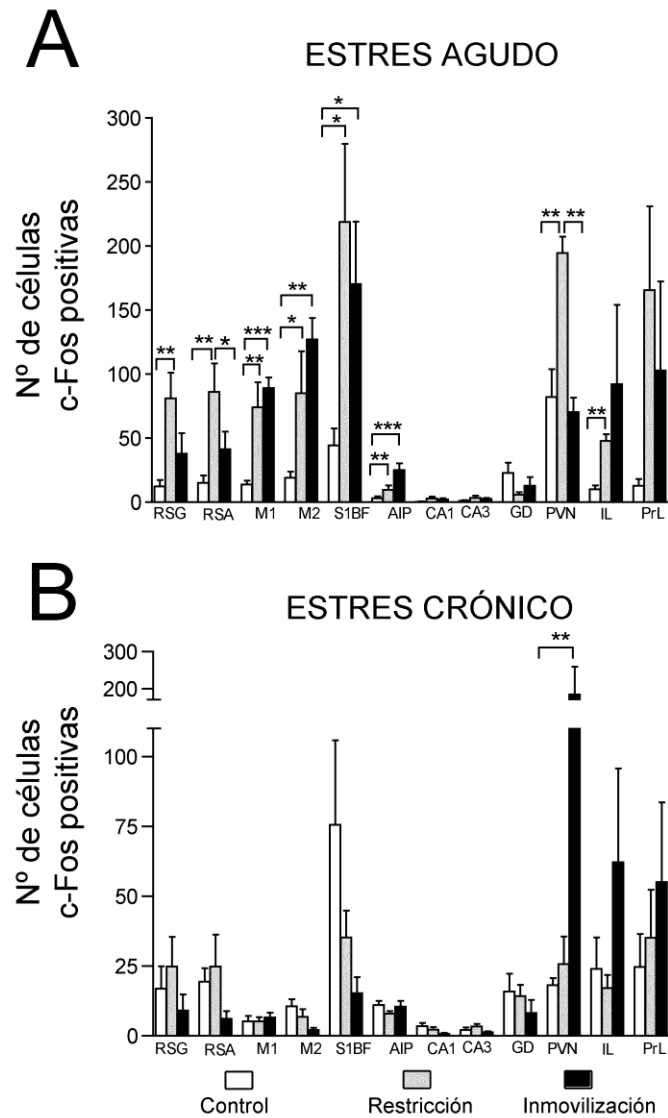 A
ESTRES AGUDO
Nº de células
c-Fos positivas
300
250
200
150
100
50
0
**
** *
***
**
**
*
*
*
***
**
** **
**
RSG RSA M1 M2 S1BF AIP CA1 CA3 GD PVN IL PrL
B
ESTRES CRÓNICO
Nº de células
c-Fos positivas
300
200
100
75
50
25
0
**
RSG RSA M1 M2 S1BF AIP CA1 CA3 GD PVN IL PrL
Control Restricción Inmovilización